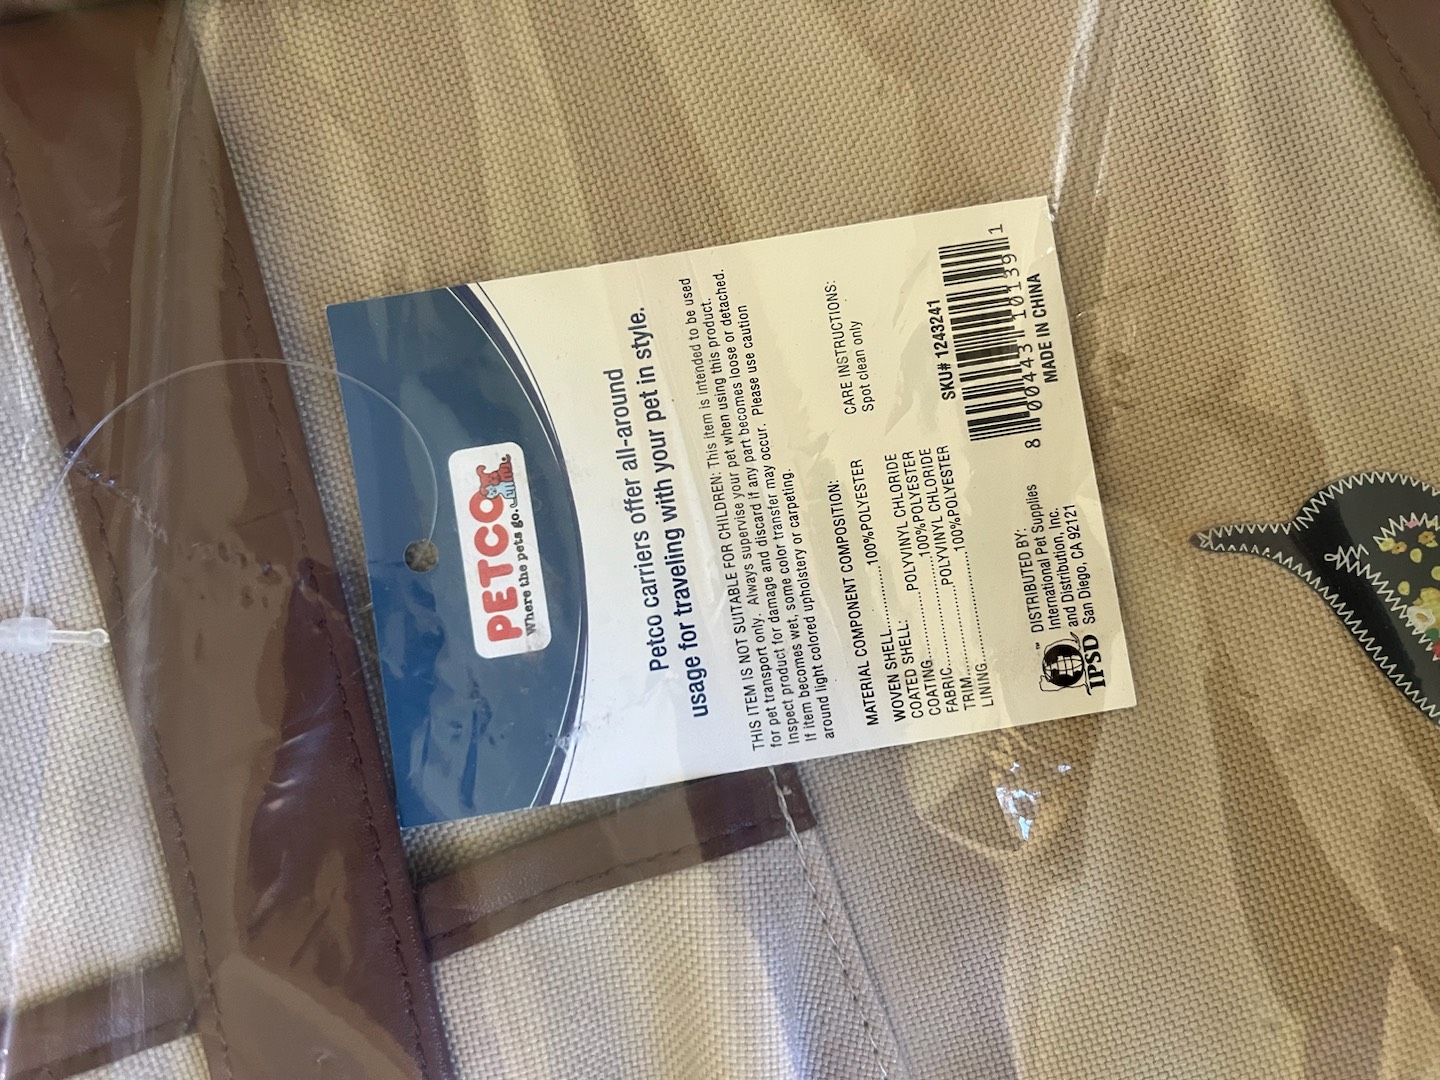 PETCO
Where the pets go.
Petco carriers offer all-around
usage for traveling with your pet in style.
THIS ITEM IS NOT SUITABLE FOR CHILDREN: This item is intended to be used
for pet transport only. Always supervise your pet when using this product.
Inspect product for damage and discard if any part becomes loose or detached.
If item becomes wet, some color transfer may occur. Please use caution
around light colored upholstery or carpeting.
MATERIAL COMPONENT COMPOSITION:
WOVEN SHELL..........100%POLYESTER
COATED SHELL:
COATING............POLYVINYL CHLORIDE
FABRIC..................100%POLYESTER
TRIM..................POLYVINYL CHLORIDE
LINING......................100%POLYESTER
CARE INSTRUCTIONS:
Spot clean only
SKU# 1243241
8 00443 10139 1
MADE IN CHINA
IPSD
™
DISTRIBUTED BY:
International Pet Supplies
and Distribution, Inc.
San Diego, CA 92121